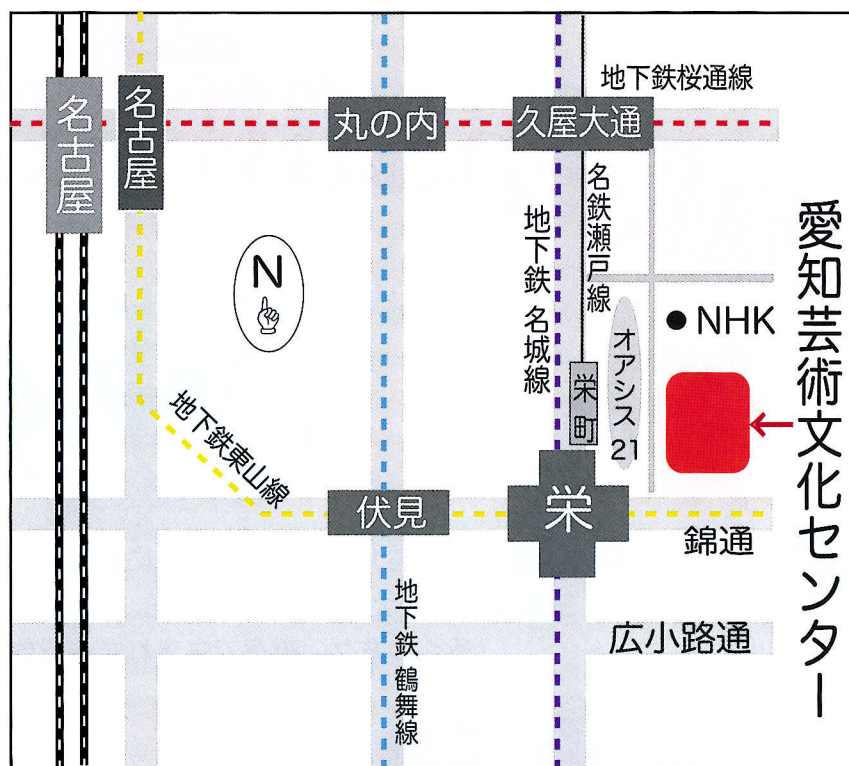 地下鉄桜通線
名古屋
名古屋
丸の内
久屋大通
名鉄瀬戸線
地下鉄 名城線
N
NHK
オアシス21
栄町
愛知芸術文化センター
地下鉄東山線
伏見
栄
錦通
地下鉄 鶴舞線
広小路通